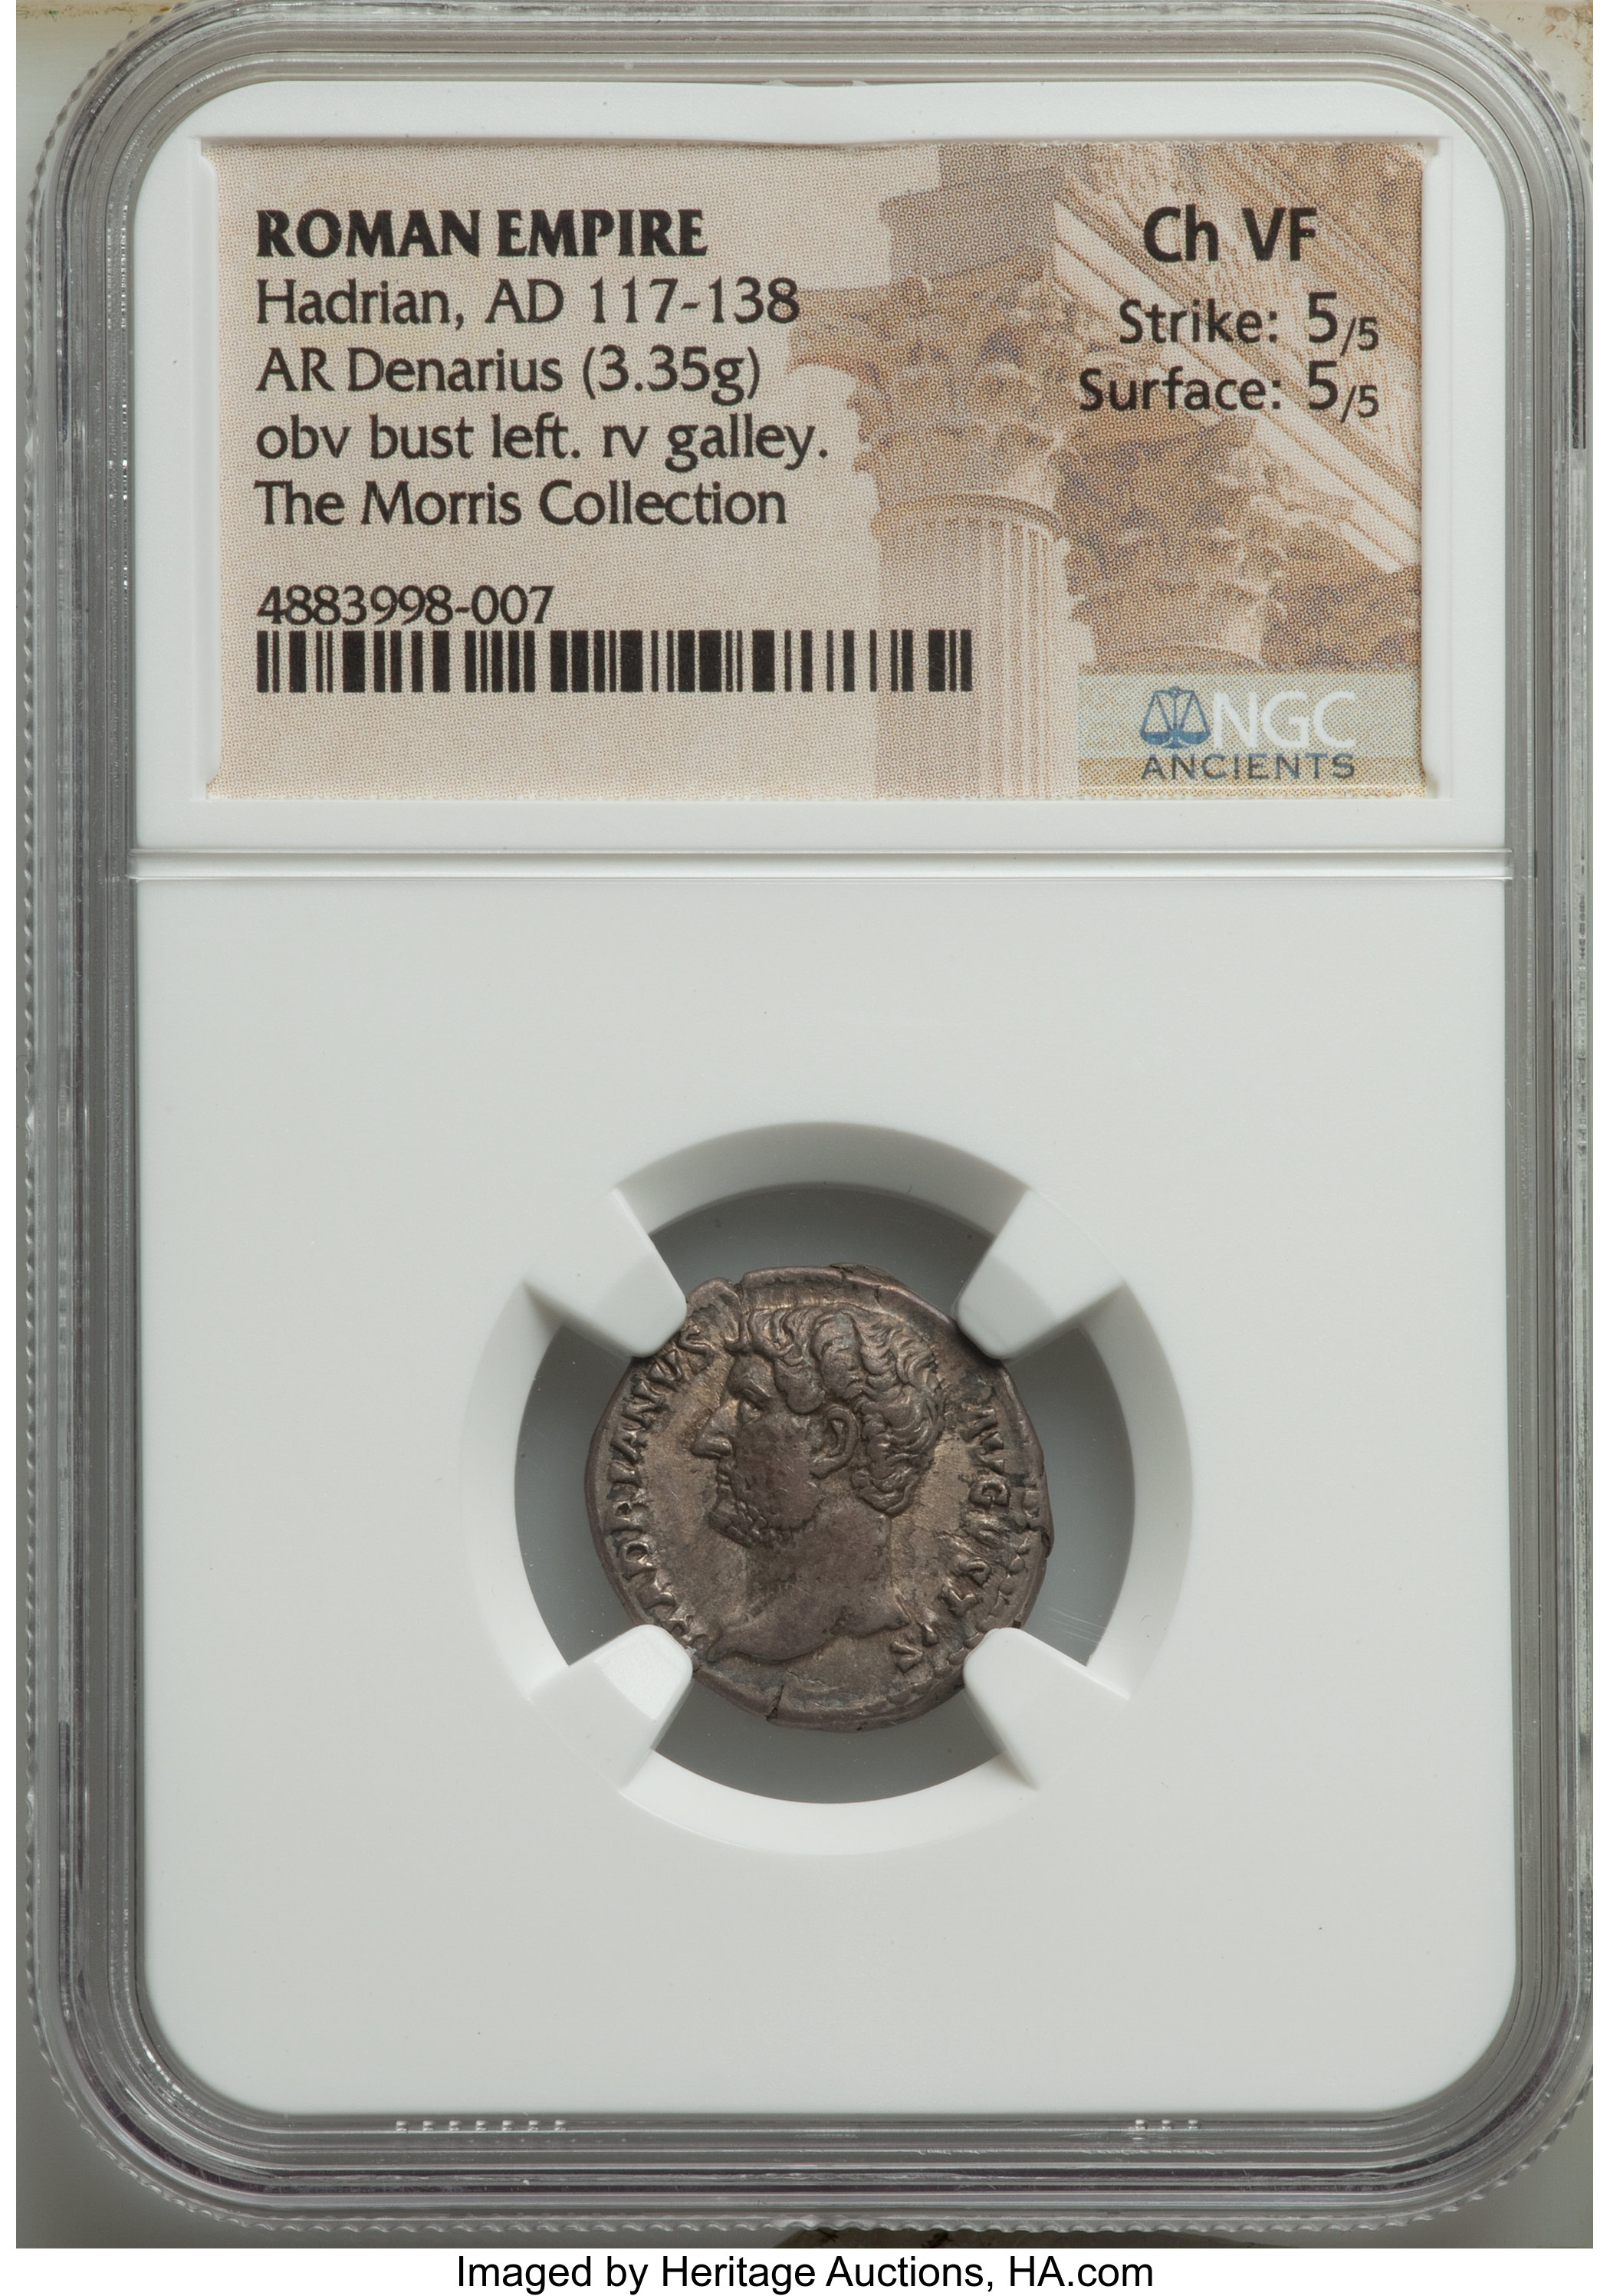 ROMAN EMPIRE
Hadrian, AD 117-138
AR Denarius (3.35g)
obv bust left. rv galley.
The Morris Collection
4883998-007
Ch VF
Strike: 5/5
Surface: 5/5
NGC
ANCIENTS
HADRIANVS
AVGVSTVS
Imaged by Heritage Auctions, HA.com